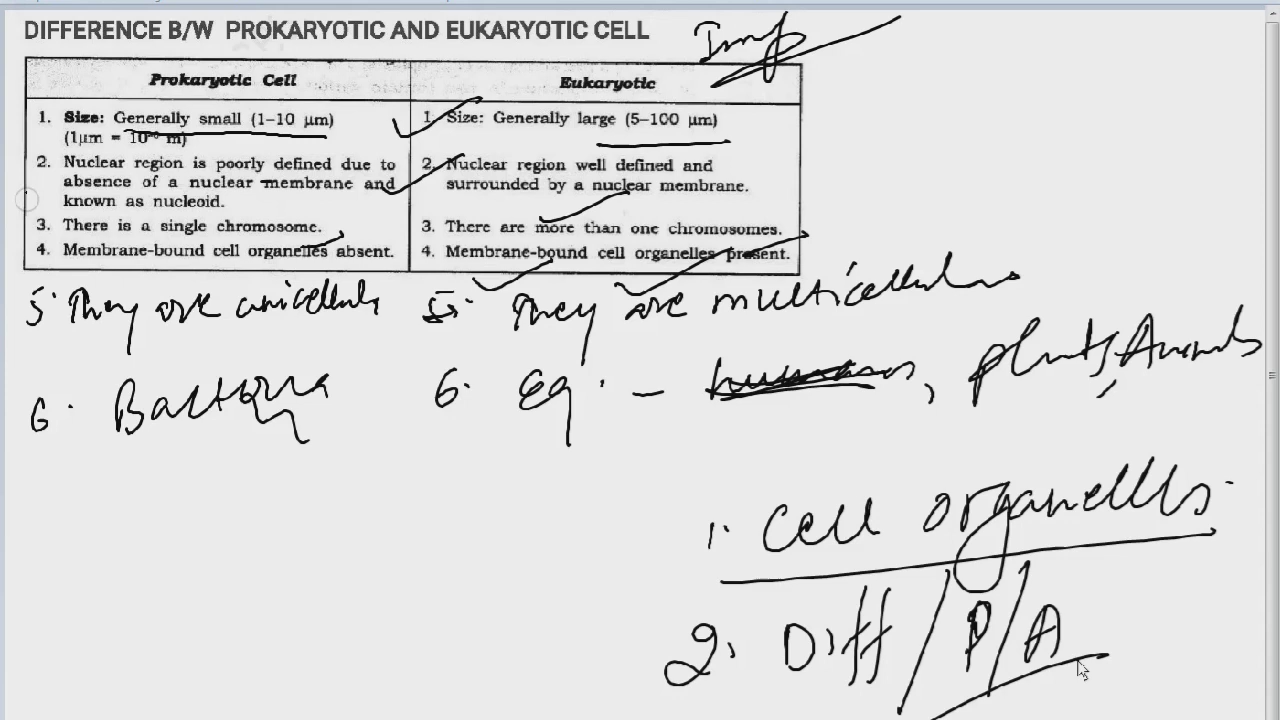 DIFFERENCE B/W PROKARYOTIC AND EUKARYOTIC CELL
Imp
Prokaryotic Cell
1. Size: Generally small (1-10 µm)
(1µm = 10⁻⁶ m)
2. Nuclear region is poorly defined due to
absence of a nuclear membrane and
known as nucleoid.
3. There is a single chromosome.
4. Membrane-bound cell organelles absent.
Eukaryotic
1. Size: Generally large (5-100 µm)
2. Nuclear region well defined and
surrounded by a nuclear membrane.
3. There are more than one chromosomes.
4. Membrane-bound cell organelles present.
5. They are unicellular
5. They are multicellular
6. Bacteria
6. Eg. - humans, plants, Animals
1. Cell organelles.
2. Diff / P/A